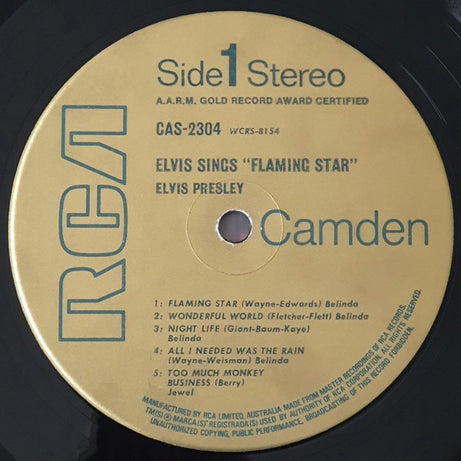 RCA
Side 1 Stereo
A.A.R.M. GOLD RECORD AWARD CERTIFIED
CAS-2304 WCRS-8154
ELVIS SINGS "FLAMING STAR"
ELVIS PRESLEY
Camden
1: FLAMING STAR (Wayne-Edwards) Belinda
2: WONDERFUL WORLD (Fletcher-Flett) Belinda
3: NIGHT LIFE (Giant-Baum-Kaye)
Belinda
4: ALL I NEEDED WAS THE RAIN
(Wayne-Weisman) Belinda
5: TOO MUCH MONKEY
BUSINESS (Berry)
Jewel
MANUFACTURED BY RCA LIMITED, AUSTRALIA MADE FROM MASTER RECORDINGS OF RCA RECORDS.
TM(S) ® MARCA(S) REGISTRADA(S) USED BY AUTHORITY OF RCA CORPORATION. ALL RIGHTS RESERVED.
UNAUTHORIZED COPYING, PUBLIC PERFORMANCE, BROADCASTING OF THIS RECORD FORBIDDEN.